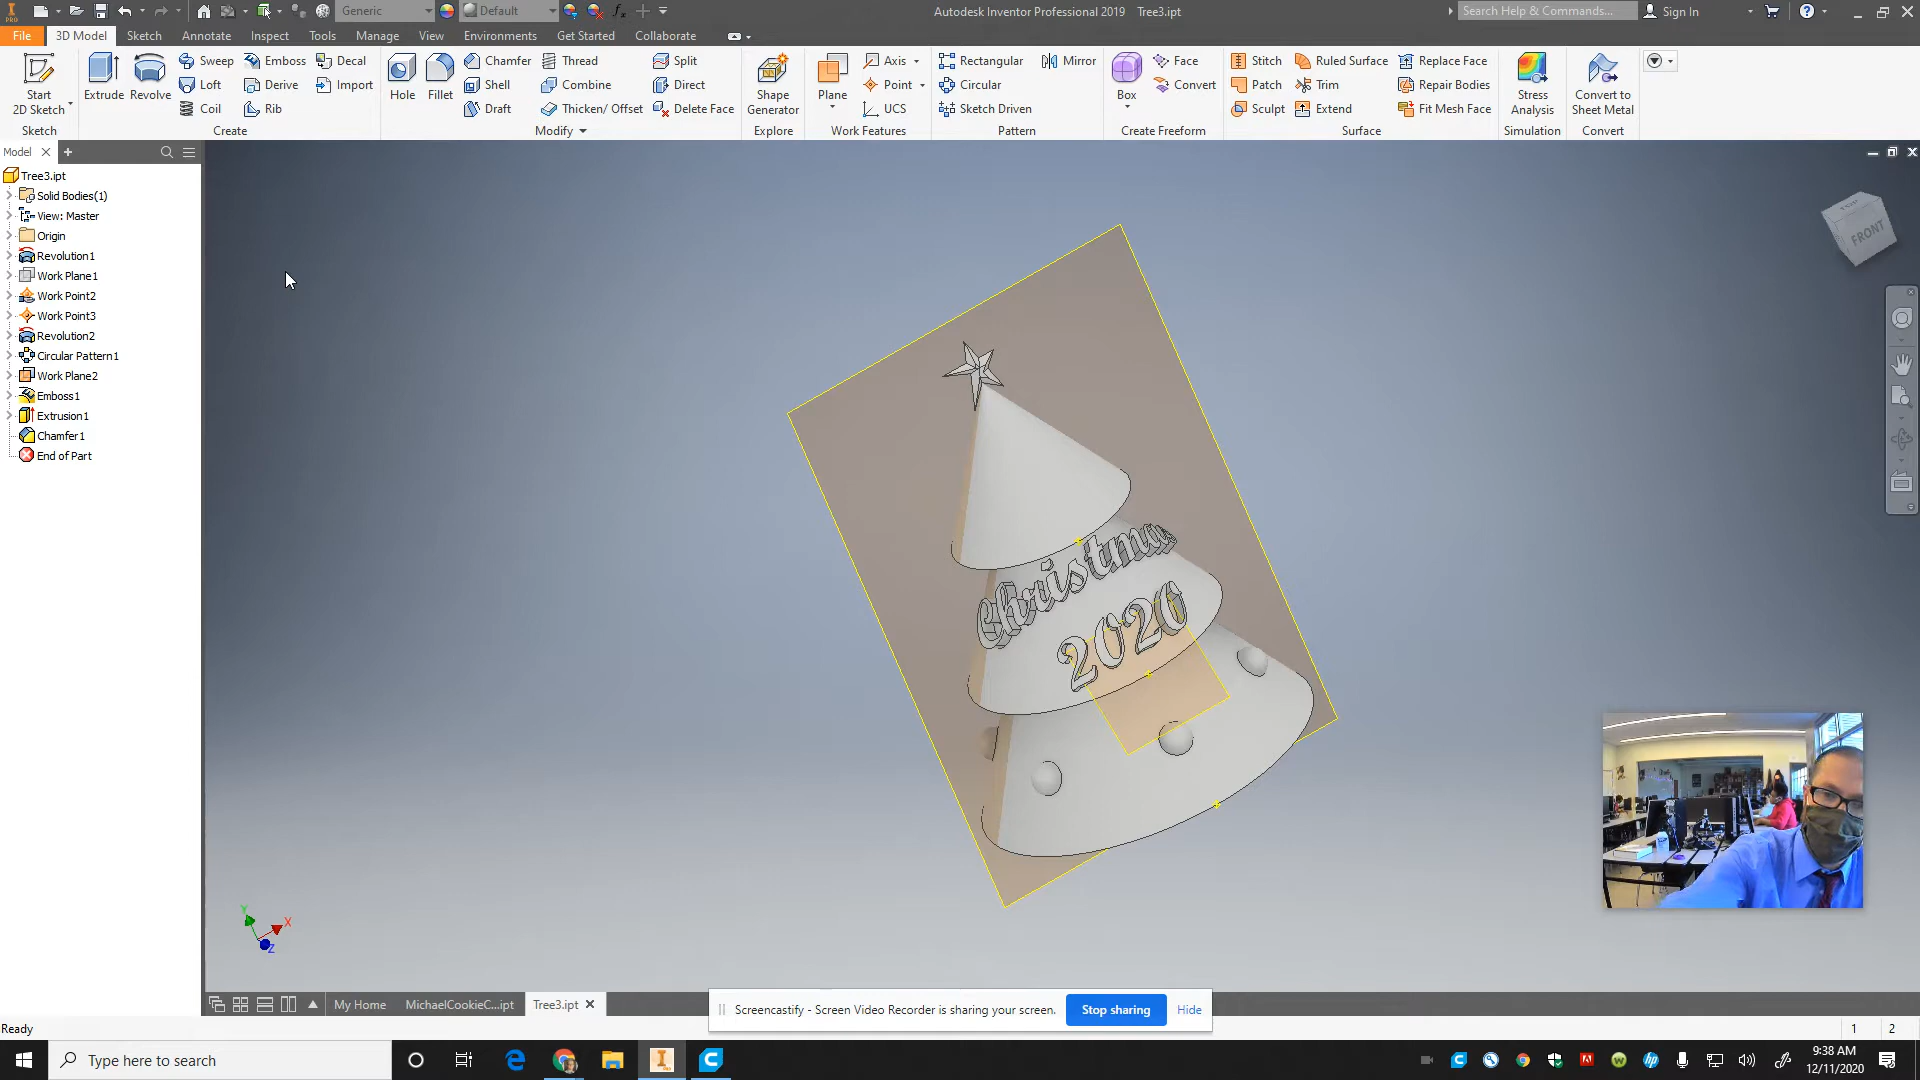 Generic
Default
Autodesk Inventor Professional 2019 Tree3.ipt
Search Help & Commands...
Sign In
File 3D Model Sketch Annotate Inspect Tools Manage View Environments Get Started Collaborate
Start
2D Sketch
Sketch
Extrude
Revolve
Sweep
Loft
Coil
Emboss
Derive
Rib
Decal
Import
Create
Hole
Fillet
Chamfer
Shell
Draft
Thread
Combine
Thicken/ Offset
Split
Direct
Delete Face
Modify
Shape
Generator
Explore
Plane
Axis
Point
UCS
Work Features
Rectangular
Circular
Sketch Driven
Mirror
Pattern
Box
Face
Convert
Create Freeform
Stitch
Patch
Sculpt
Ruled Surface
Trim
Extend
Replace Face
Repair Bodies
Fit Mesh Face
Surface
Stress
Analysis
Simulation
Convert to
Sheet Metal
Convert
Model
Tree3.ipt
Solid Bodies(1)
View: Master
Origin
Revolution1
Work Plane1
Work Point2
Work Point3
Revolution2
Circular Pattern1
Work Plane2
Emboss1
Extrusion1
Chamfer1
End of Part
FRONT
Christmas
2020
Y
X
Z
My Home MichaelCookieC...ipt Tree3.ipt
Screencastify - Screen Video Recorder is sharing your screen.
Stop sharing
Hide
Ready
1 2
Type here to search
9:38 AM
12/11/2020